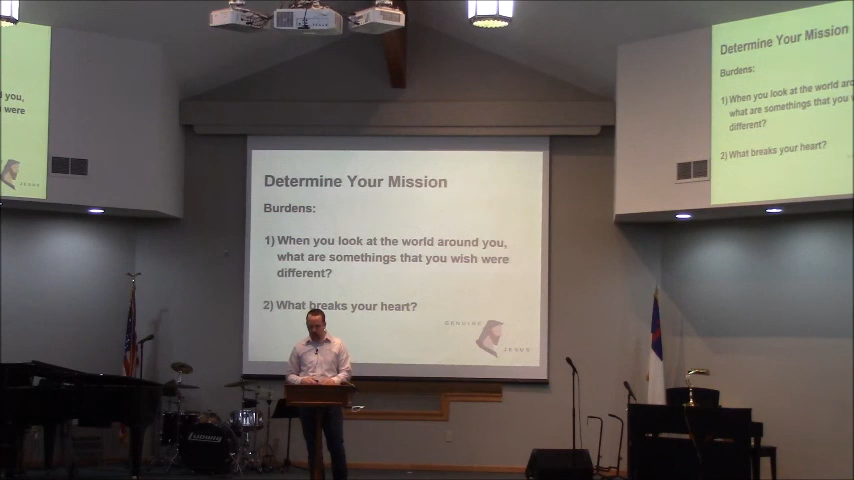 Determine Your Mission
Burdens:
1) When you look at the world around you,
what are somethings that you wish were
different?
2) What breaks your heart?
GENUINE
JESUS
you,
were
JESUS
Determine Your Mission
Burdens:
1) When you look at the world
what are somethings that you
different?
2) What breaks your heart?
Ludwig